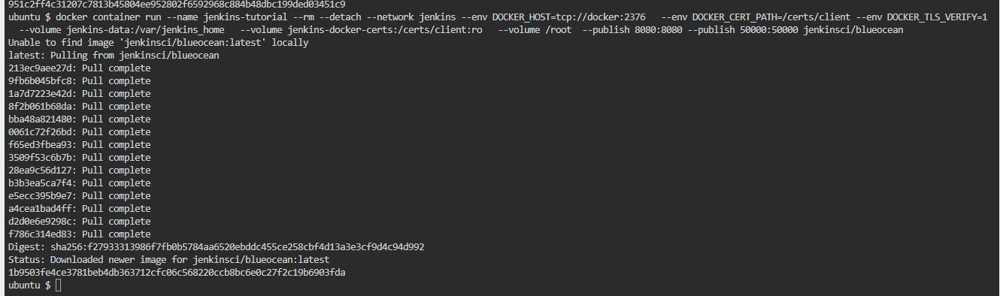 951c2ff4c31207c7813b45804ee952802f6592968c884b48dbc199ded03451c9
ubuntu $ docker container run --name jenkins-tutorial --rm --detach --network jenkins --env DOCKER_HOST=tcp://docker:2376   --env DOCKER_CERT_PATH=/certs/client --env DOCKER_TLS_VERIFY=1
  --volume jenkins-data:/var/jenkins_home   --volume jenkins-docker-certs:/certs/client:ro   --volume /root  --publish 8080:8080 --publish 50000:50000 jenkinsci/blueocean
Unable to find image 'jenkinsci/blueocean:latest' locally
latest: Pulling from jenkinsci/blueocean
213ec9aee27d: Pull complete
9fb6b045bfc8: Pull complete
1a7d7223e42d: Pull complete
8f2b061b68da: Pull complete
bba48a821480: Pull complete
0061c72f26bd: Pull complete
f65ed3fbea93: Pull complete
3509f53c6b7b: Pull complete
28ea9c56d127: Pull complete
b3b3ea5ca7f4: Pull complete
e5ecc395b9e7: Pull complete
a4cea1bad4ff: Pull complete
d2d0e6e9298c: Pull complete
f786c314ed83: Pull complete
Digest: sha256:f27933313986f7fb0b5784aa6520ebddc455ce258cbf4d13a3e3cf9d4c94d992
Status: Downloaded newer image for jenkinsci/blueocean:latest
1b9503fe4ce3781beb4db363712cfc06c568220ccb8bc6e0c27f2c19b6903fda
ubuntu $